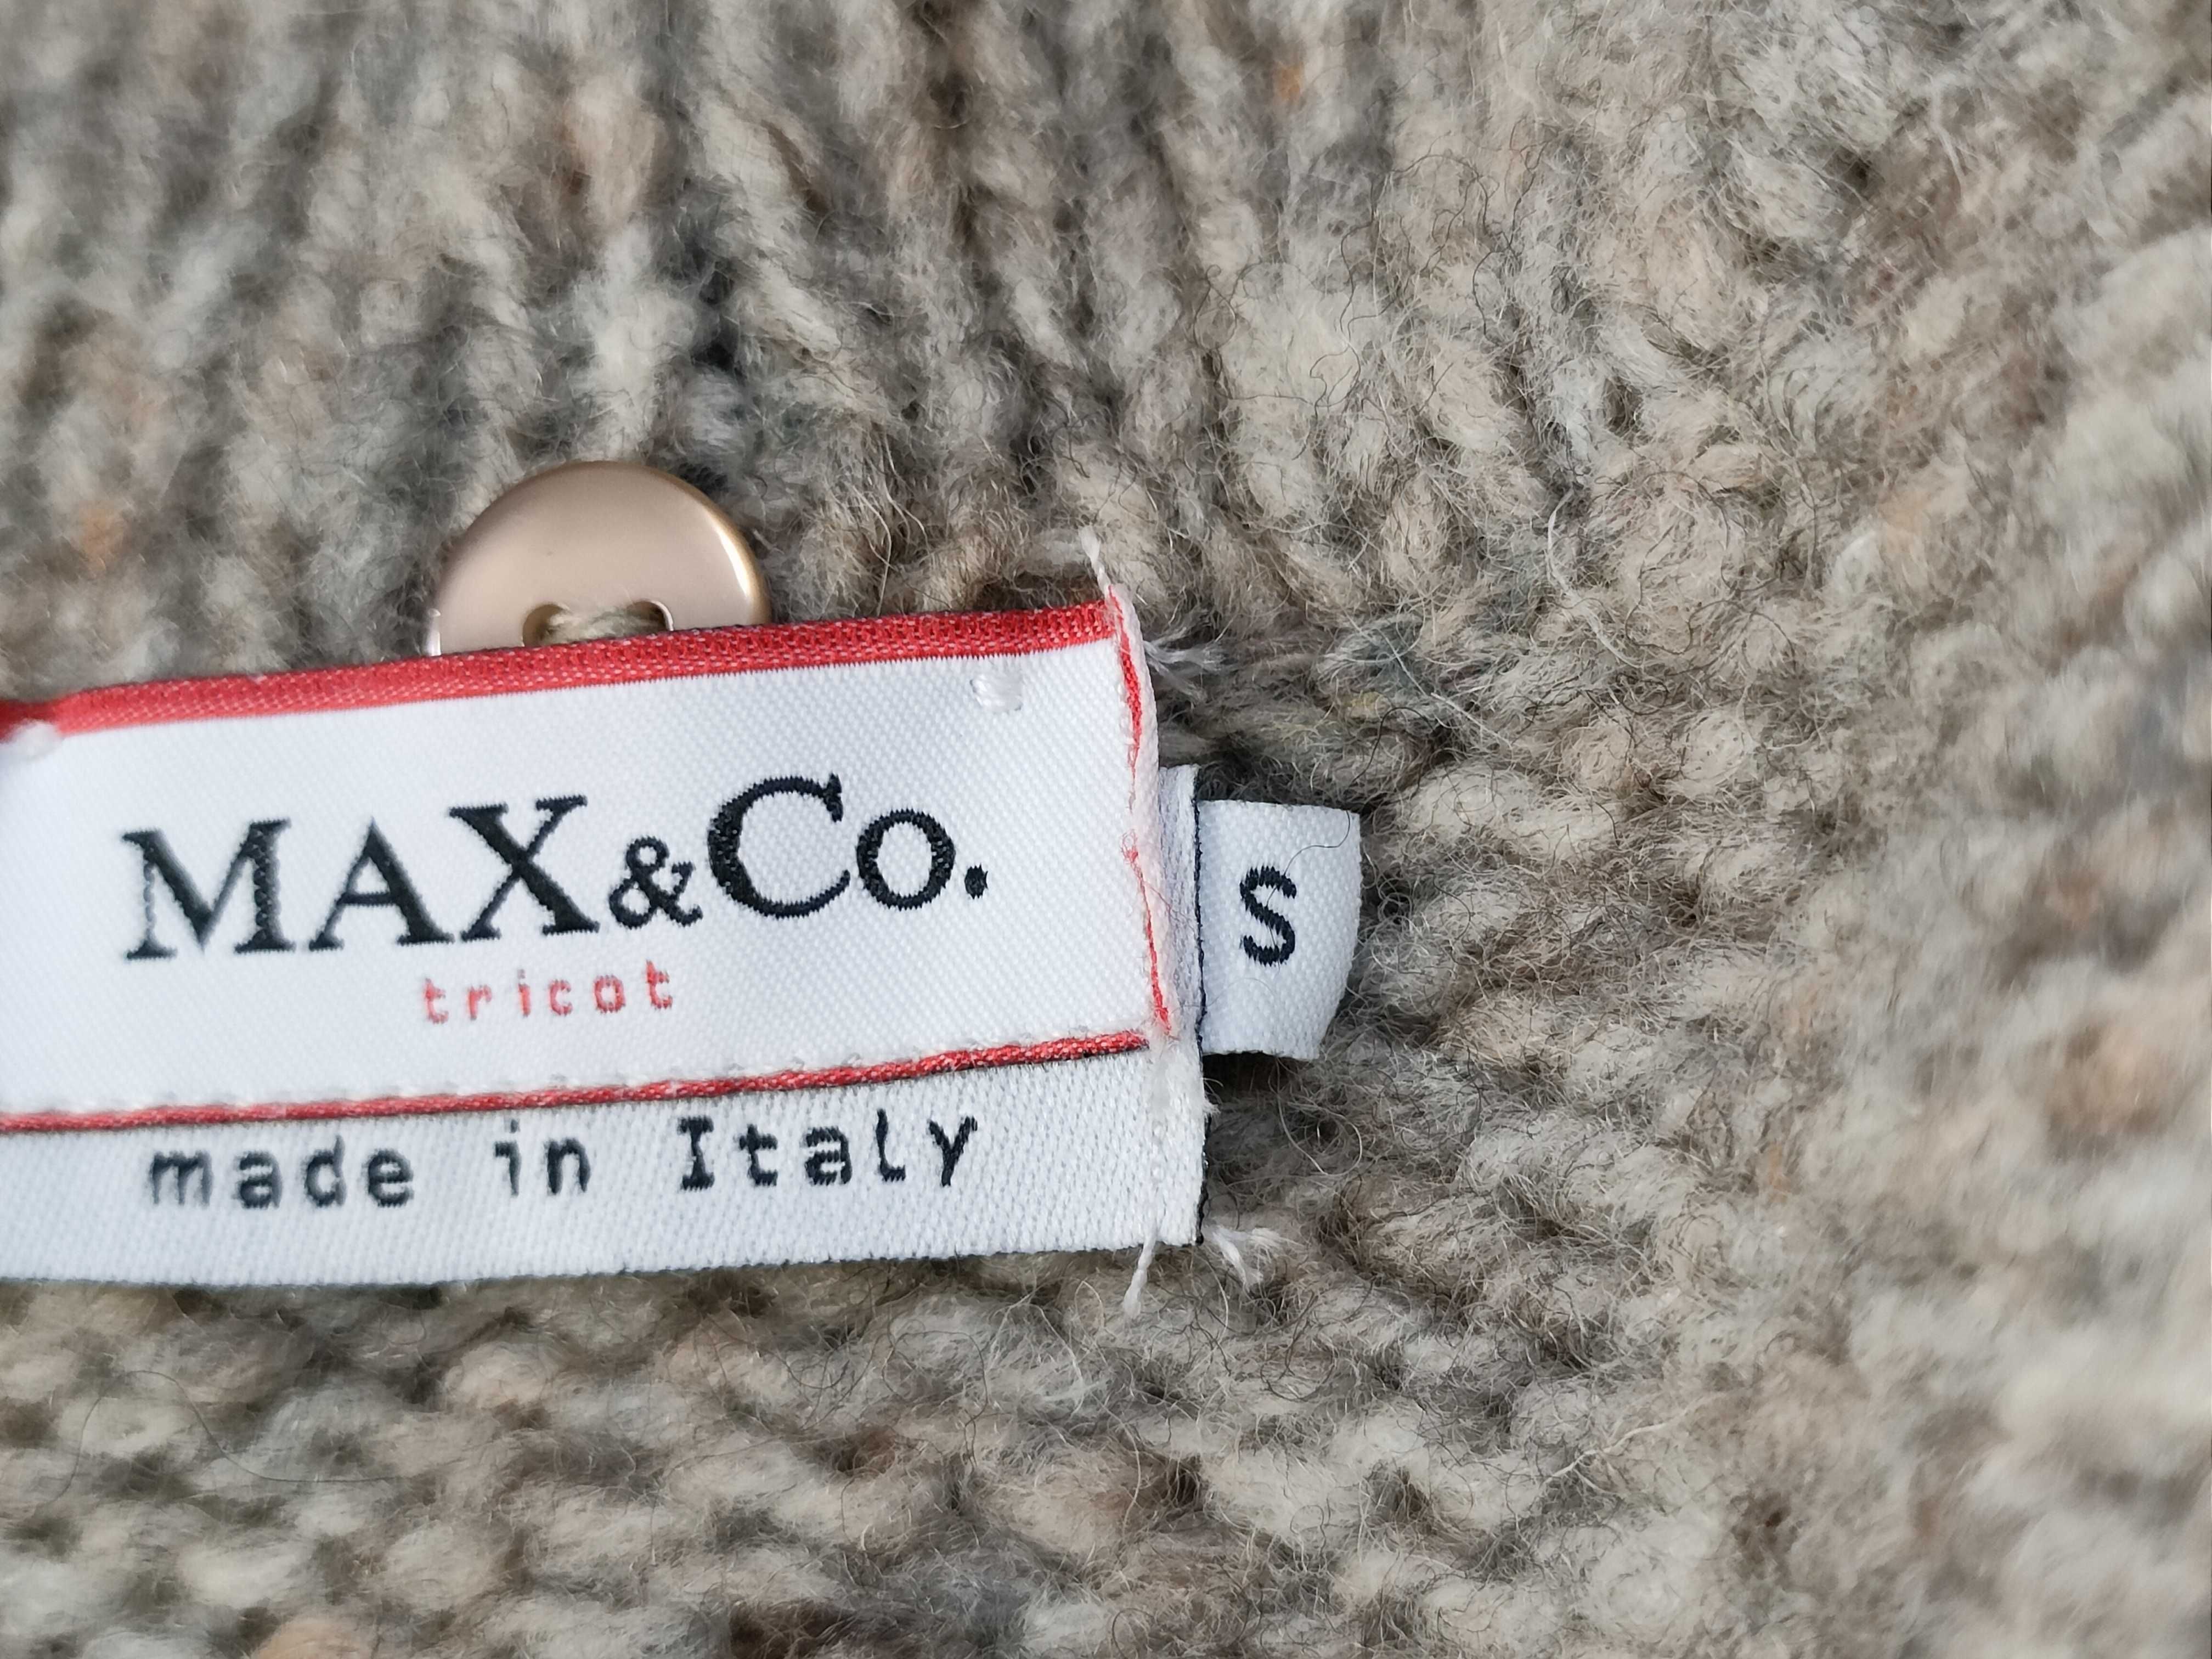 MAX&Co.
tricot
made in Italy
S